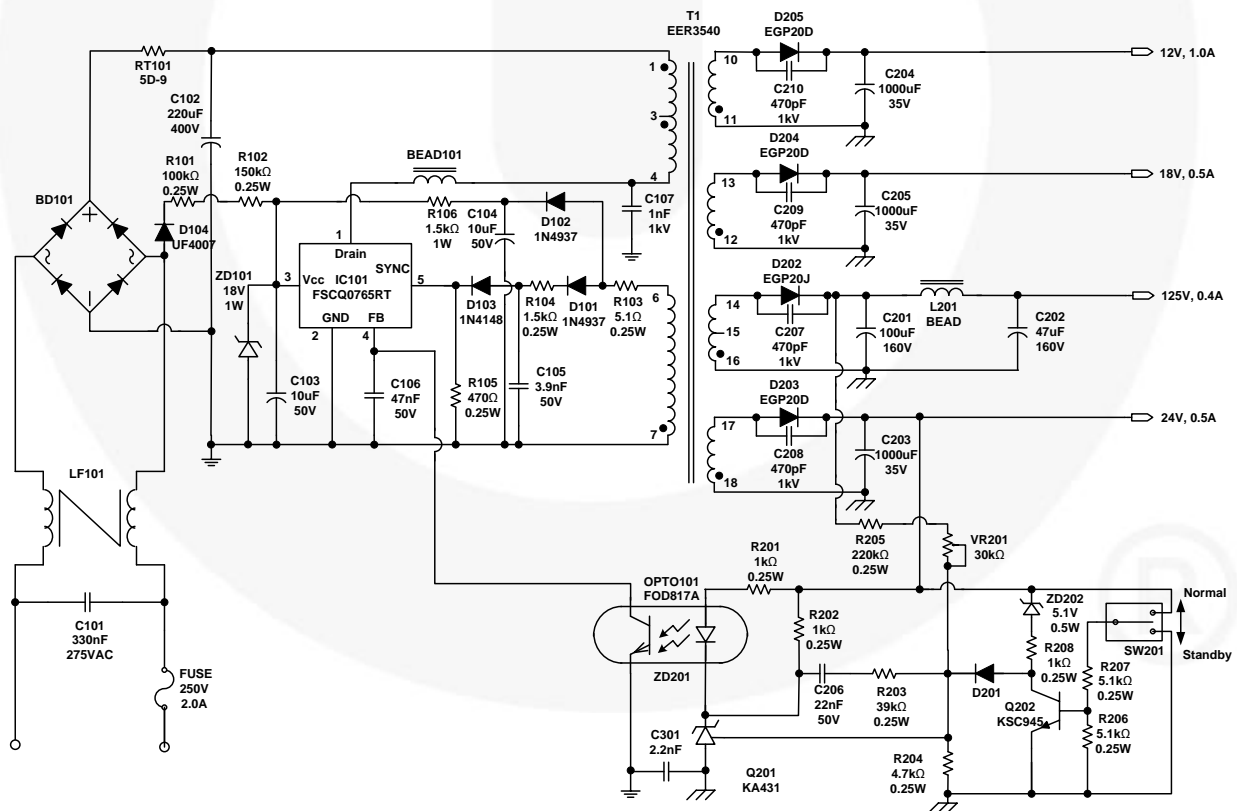 T1
EER3540
RT101
5D-9
C102
220uF
400V
R101
100kΩ
0.25W
R102
150kΩ
0.25W
BD101
D104
UF4007
BEAD101
1
3
4
C107
1nF
1kV
R106
1.5kΩ
1W
C104
10uF
50V
D102
1N4937
1
Drain
SYNC
3
Vcc
IC101
FSCQ0765RT
5
GND
FB
2
4
ZD101
18V
1W
D103
1N4148
R104
1.5kΩ
0.25W
D101
1N4937
R103
5.1Ω
0.25W
6
7
C103
10uF
50V
C106
47nF
50V
R105
470Ω
0.25W
C105
3.9nF
50V
LF101
C101
330nF
275VAC
FUSE
250V
2.0A
D205
EGP20D
10
11
C210
470pF
1kV
C204
1000uF
35V
12V, 1.0A
D204
EGP20D
13
12
C209
470pF
1kV
C205
1000uF
35V
18V, 0.5A
D202
EGP20J
14
15
16
C207
470pF
1kV
C201
100uF
160V
L201
BEAD
C202
47uF
160V
125V, 0.4A
D203
EGP20D
17
18
C208
470pF
1kV
C203
1000uF
35V
24V, 0.5A
R205
220kΩ
0.25W
VR201
30kΩ
OPTO101
FOD817A
R201
1kΩ
0.25W
R202
1kΩ
0.25W
ZD201
C206
22nF
50V
R203
39kΩ
0.25W
D201
ZD202
5.1V
0.5W
R208
1kΩ
0.25W
Q202
KSC945
R207
5.1kΩ
0.25W
R206
5.1kΩ
0.25W
Normal
SW201
Standby
C301
2.2nF
Q201
KA431
R204
4.7kΩ
0.25W
R